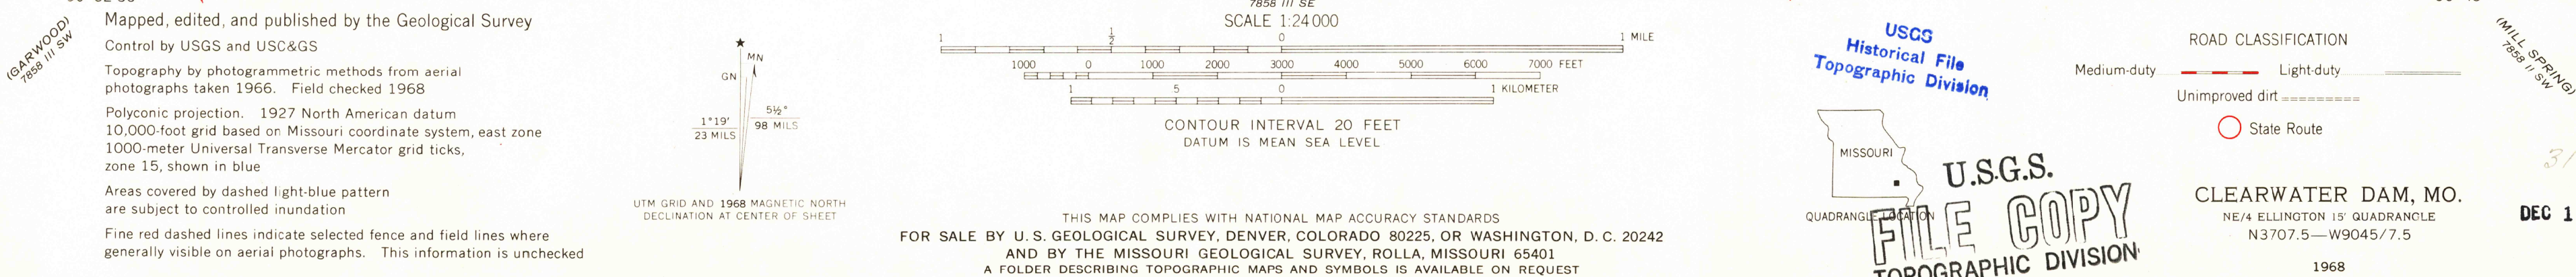 (GARWOOD)
7858 III SW
Mapped, edited, and published by the Geological Survey
Control by USGS and USC&GS
Topography by photogrammetric methods from aerial
photographs taken 1966. Field checked 1968
Polyconic projection. 1927 North American datum
10,000-foot grid based on Missouri coordinate system, east zone
1000-meter Universal Transverse Mercator grid ticks,
zone 15, shown in blue
Areas covered by dashed light-blue pattern
are subject to controlled inundation
Fine red dashed lines indicate selected fence and field lines where
generally visible on aerial photographs. This information is unchecked
MN
GN
1°19'
23 MILS
5½°
98 MILS
UTM GRID AND 1968 MAGNETIC NORTH
DECLINATION AT CENTER OF SHEET
7858 III SE
SCALE 1:24 000
1 ½ 0 1 MILE
1000 0 1000 2000 3000 4000 5000 6000 7000 FEET
1 .5 0 1 KILOMETER
CONTOUR INTERVAL 20 FEET
DATUM IS MEAN SEA LEVEL
THIS MAP COMPLIES WITH NATIONAL MAP ACCURACY STANDARDS
FOR SALE BY U. S. GEOLOGICAL SURVEY, DENVER, COLORADO 80225, OR WASHINGTON, D. C. 20242
AND BY THE MISSOURI GEOLOGICAL SURVEY, ROLLA, MISSOURI 65401
A FOLDER DESCRIBING TOPOGRAPHIC MAPS AND SYMBOLS IS AVAILABLE ON REQUEST
USGS
Historical File
Topographic Division
MISSOURI
QUADRANGLE LOCATION
U.S.G.S.
FILE COPY
TOPOGRAPHIC DIVISION
ROAD CLASSIFICATION
Medium-duty Light-duty
Unimproved dirt
State Route
CLEARWATER DAM, MO.
NE/4 ELLINGTON 15' QUADRANGLE
N3707.5—W9045/7.5
1968
(MILL SPRING)
7858 II SW
DEC 1